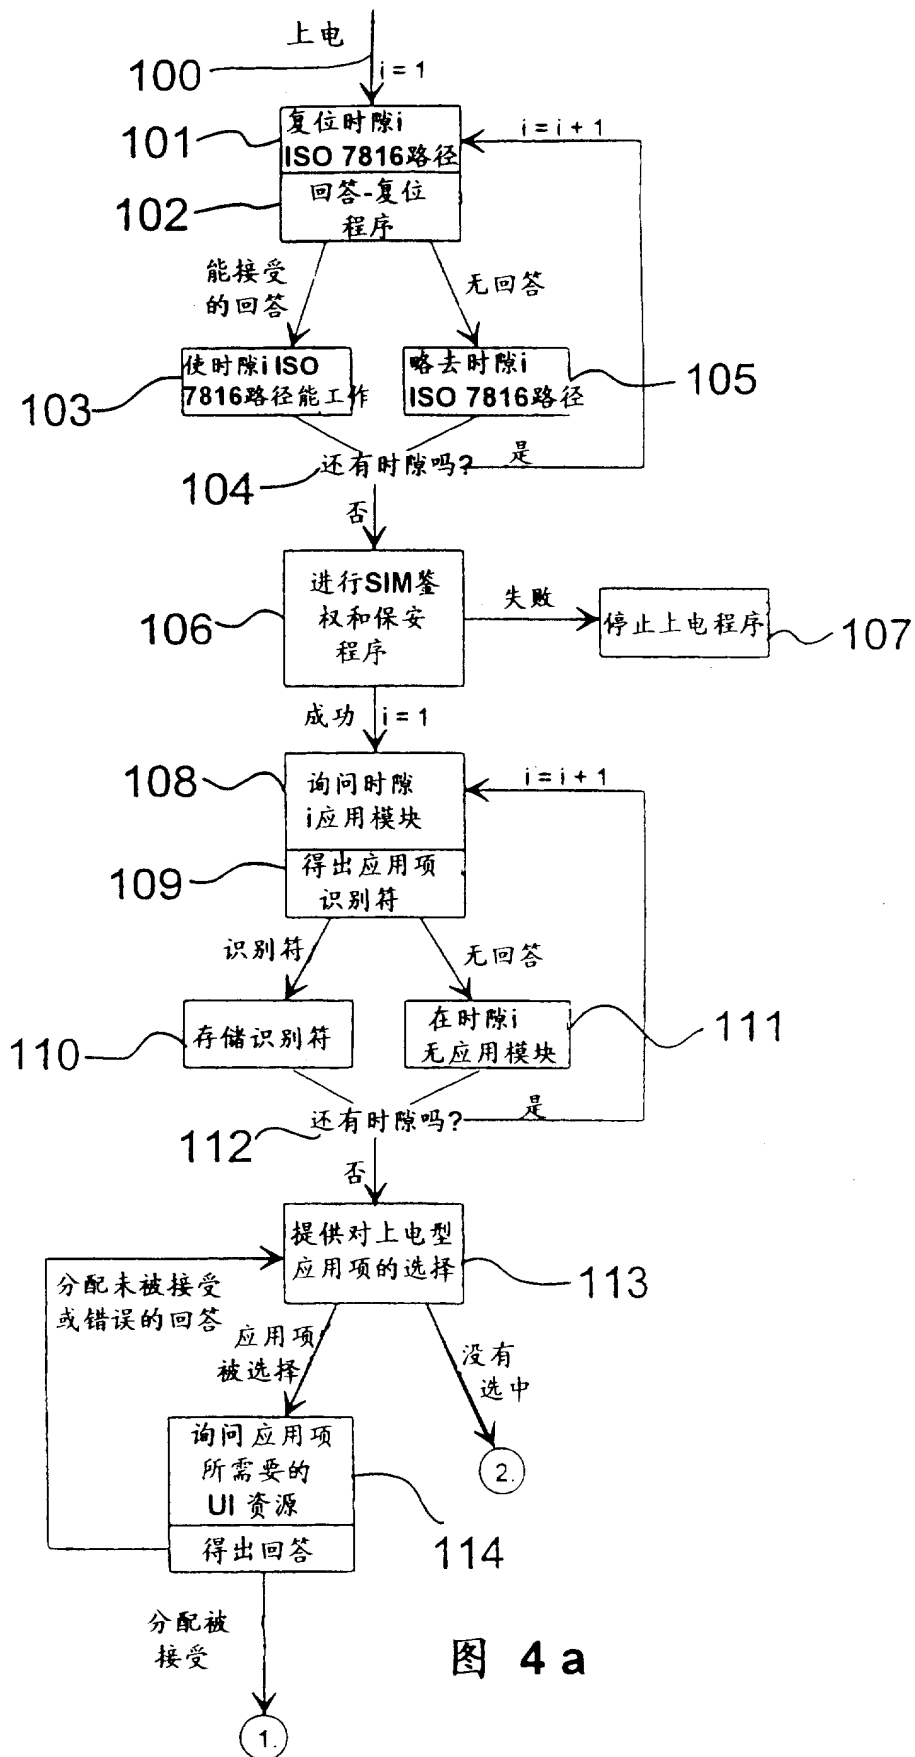 上电
100
i = 1
101
复位时隙i
ISO 7816路径
i = i + 1
102
回答-复位
程序
能接受
的回答
无回答
103
使时隙i ISO
7816路径能工作
略去时隙i
ISO 7816路径
105
104
还有时隙吗?
是
否
106
进行SIM鉴
权和保安
程序
失败
停止上电程序
107
成功
i = 1
108
询问时隙
i应用模块
i = i + 1
109
得出应用项
识别符
识别符
无回答
110
存储识别符
在时隙i
无应用模块
111
112
还有时隙吗?
是
否
提供对上电型
应用项的选择
113
分配未被接受
或错误的回答
应用项
被选择
没有
选中
询问应用项
所需要的
UI 资源
得出回答
114
2.
分配被
接受
1.
图 4 a